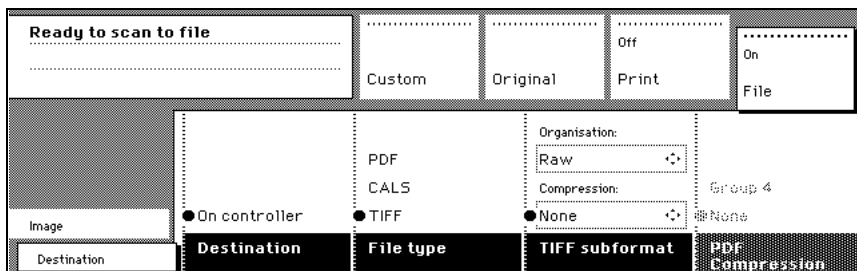 Ready to scan to file
Custom
Original
Off
Print
On
File
Organisation:
PDF
Raw
CALS
Compression:
Group 4
On controller
TIFF
None
None
Image
Destination
Destination
File type
TIFF subformat
PDF
Compression